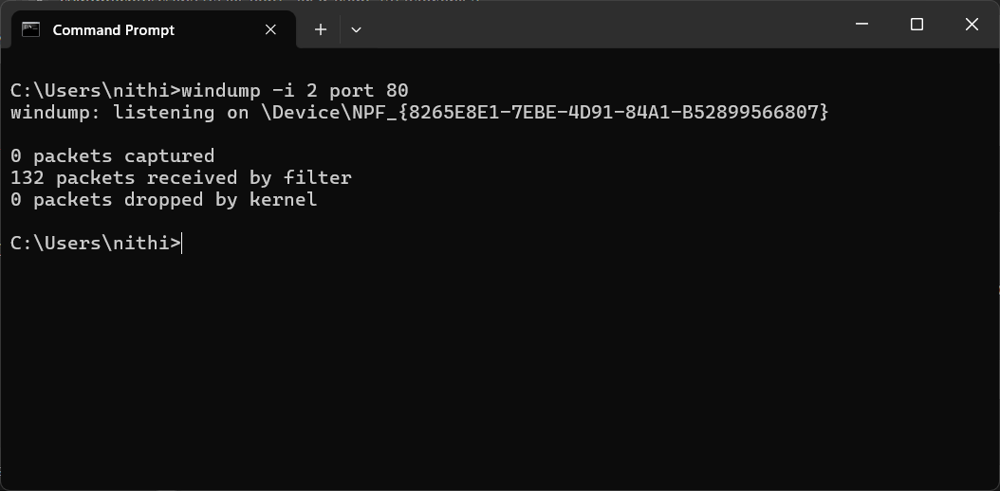 Command Prompt
C:\Users\nithi>windump -i 2 port 80
windump: listening on \Device\NPF_{8265E8E1-7EBE-4D91-84A1-B52899566807}
0 packets captured
132 packets received by filter
0 packets dropped by kernel
C:\Users\nithi>